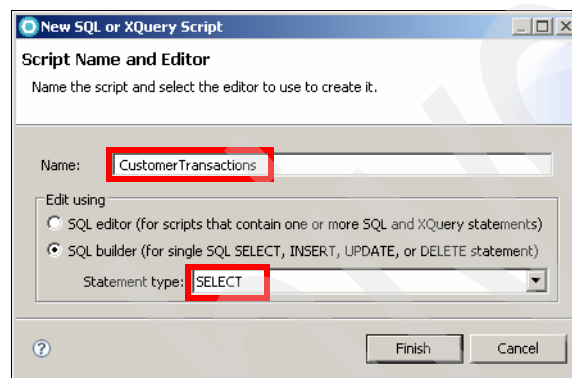 New SQL or XQuery Script
Script Name and Editor
Name the script and select the editor to use to create it.
Name: CustomerTransactions
Edit using
SQL editor (for scripts that contain one or more SQL and XQuery statements)
SQL builder (for single SQL SELECT, INSERT, UPDATE, or DELETE statement)
Statement type: SELECT
Finish Cancel